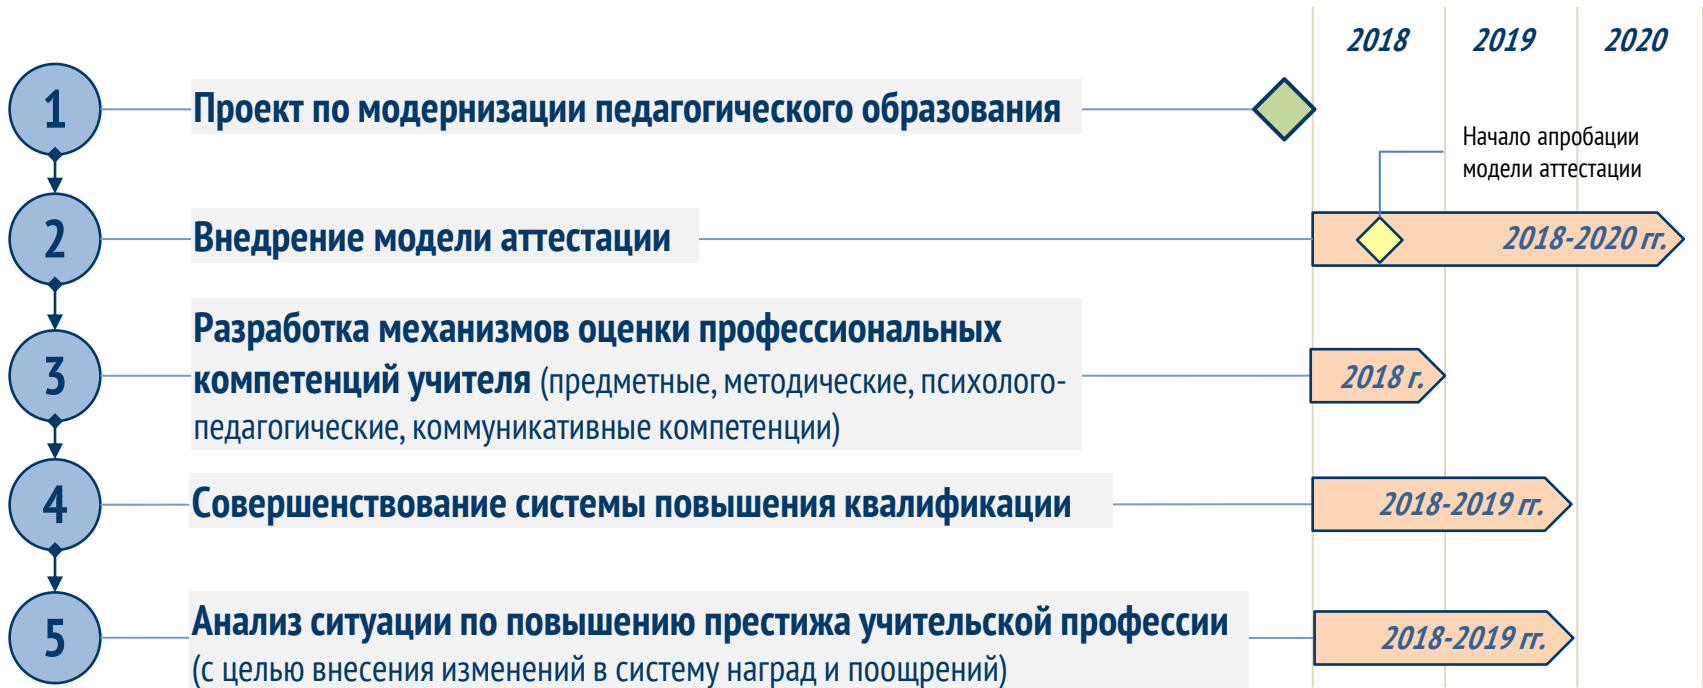 2018 2019 2020
1 Проект по модернизации педагогического образования
Начало апробации
модели аттестации
2 Внедрение модели аттестации 2018-2020 гг.
Разработка механизмов оценки профессиональных
3 компетенций учителя (предметные, методические, психолого- 2018 г.
педагогические, коммуникативные компетенции)
4 Совершенствование системы повышения квалификации 2018-2019 гг.
5 Анализ ситуации по повышению престижа учительской профессии 2018-2019 гг.
(с целью внесения изменений в систему наград и поощрений)